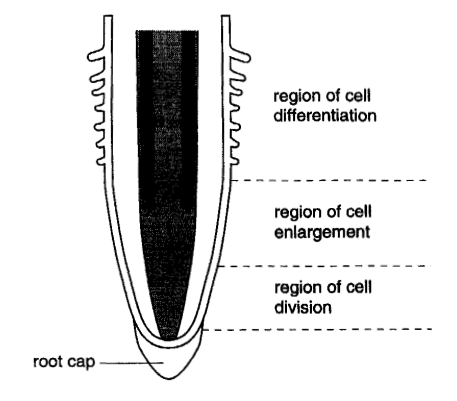 region of cell
differentiation
region of cell
enlargement
region of cell
division
root cap